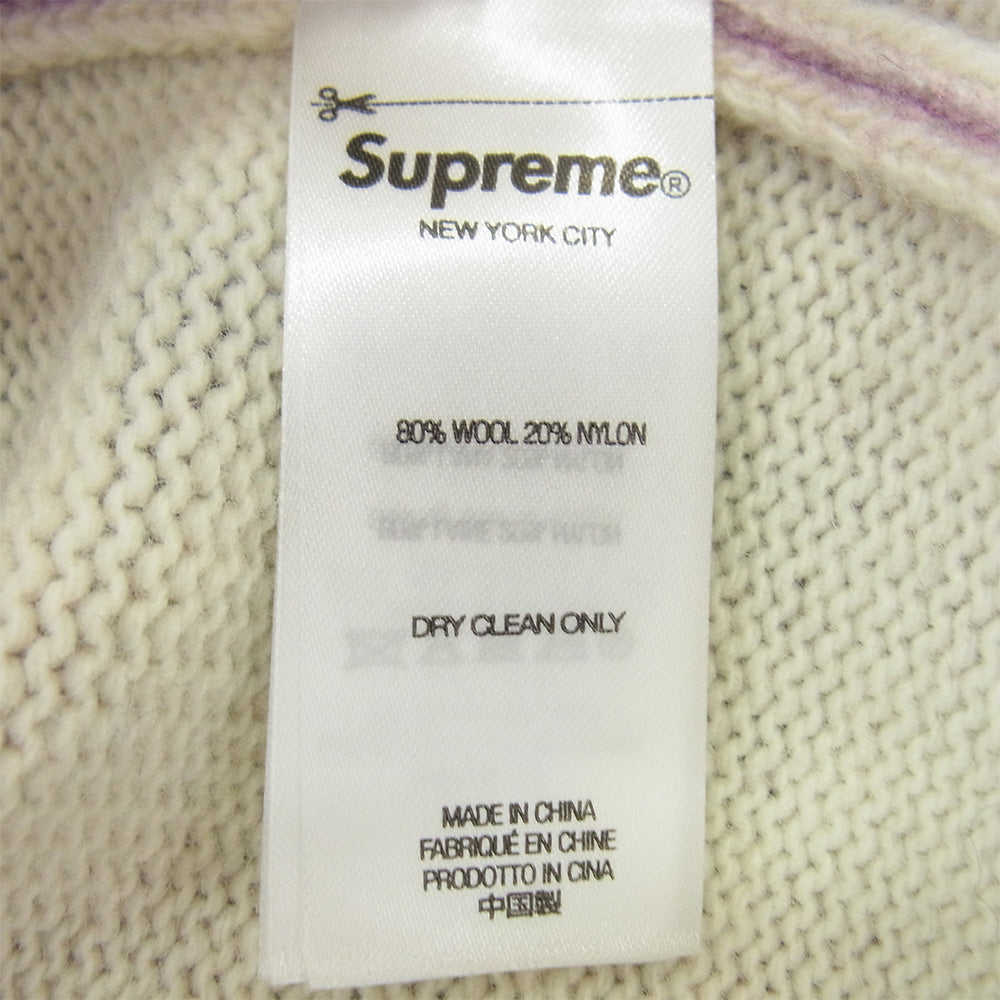 Supreme®
NEW YORK CITY
80% WOOL 20% NYLON
DRY CLEAN ONLY
MADE IN CHINA
FABRIQUÉ EN CHINE
PRODOTTO IN CINA
中国製